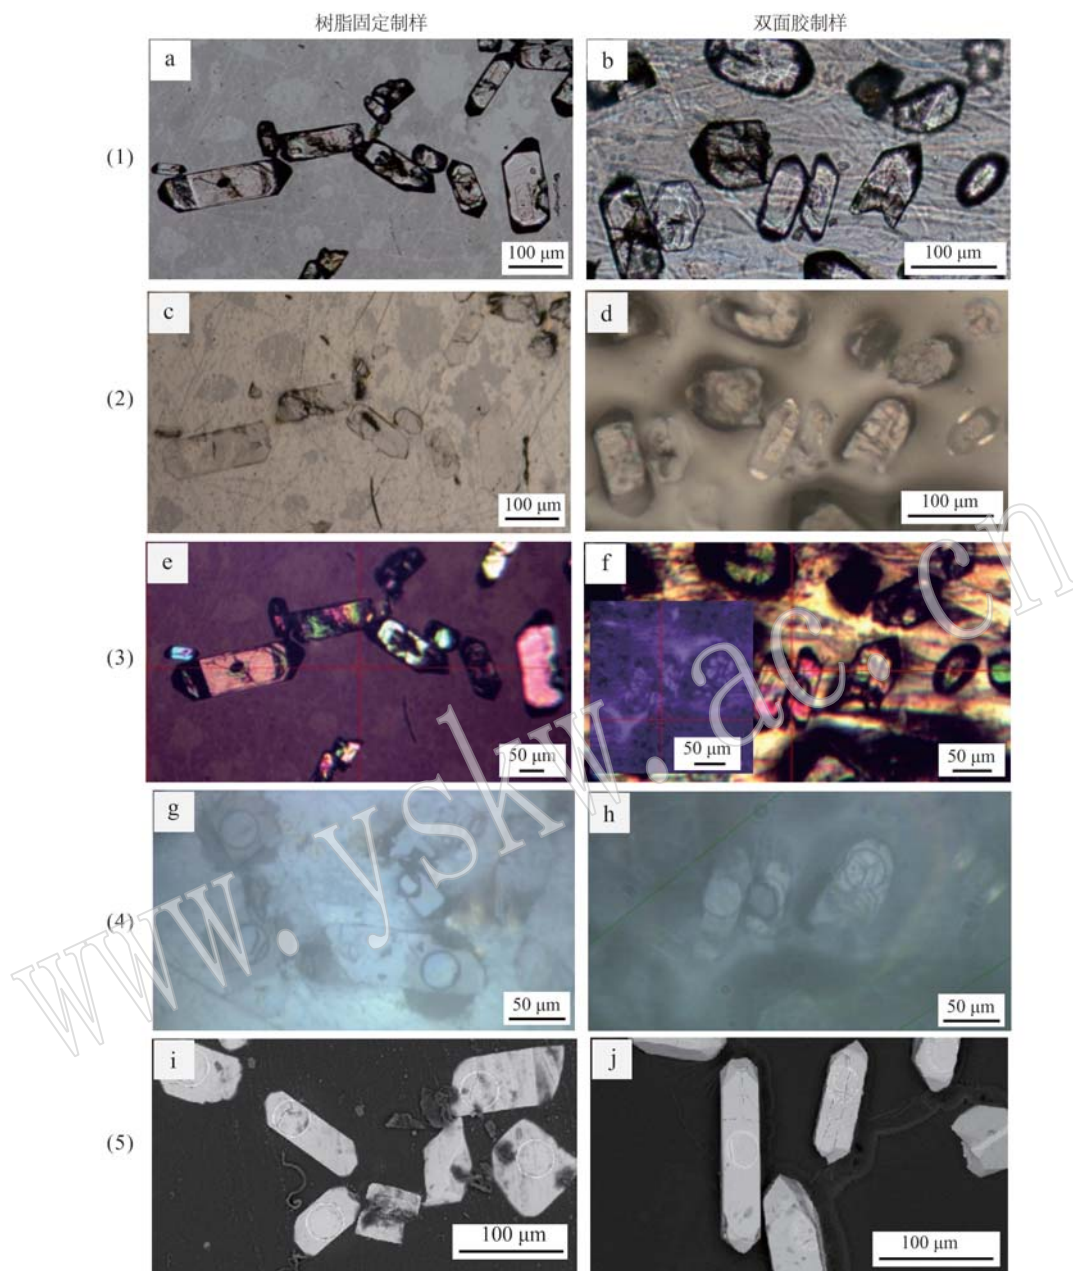 树脂固定制样 双面胶制样
a b
(1)
100 μm 100 μm
c d
(2)
100 μm 100 μm
e f
(3)
50 μm 50 μm 50 μm
g h
(4)
50 μm 50 μm
i j
(5)
100 μm 100 μm
www.yskw.ac.cn